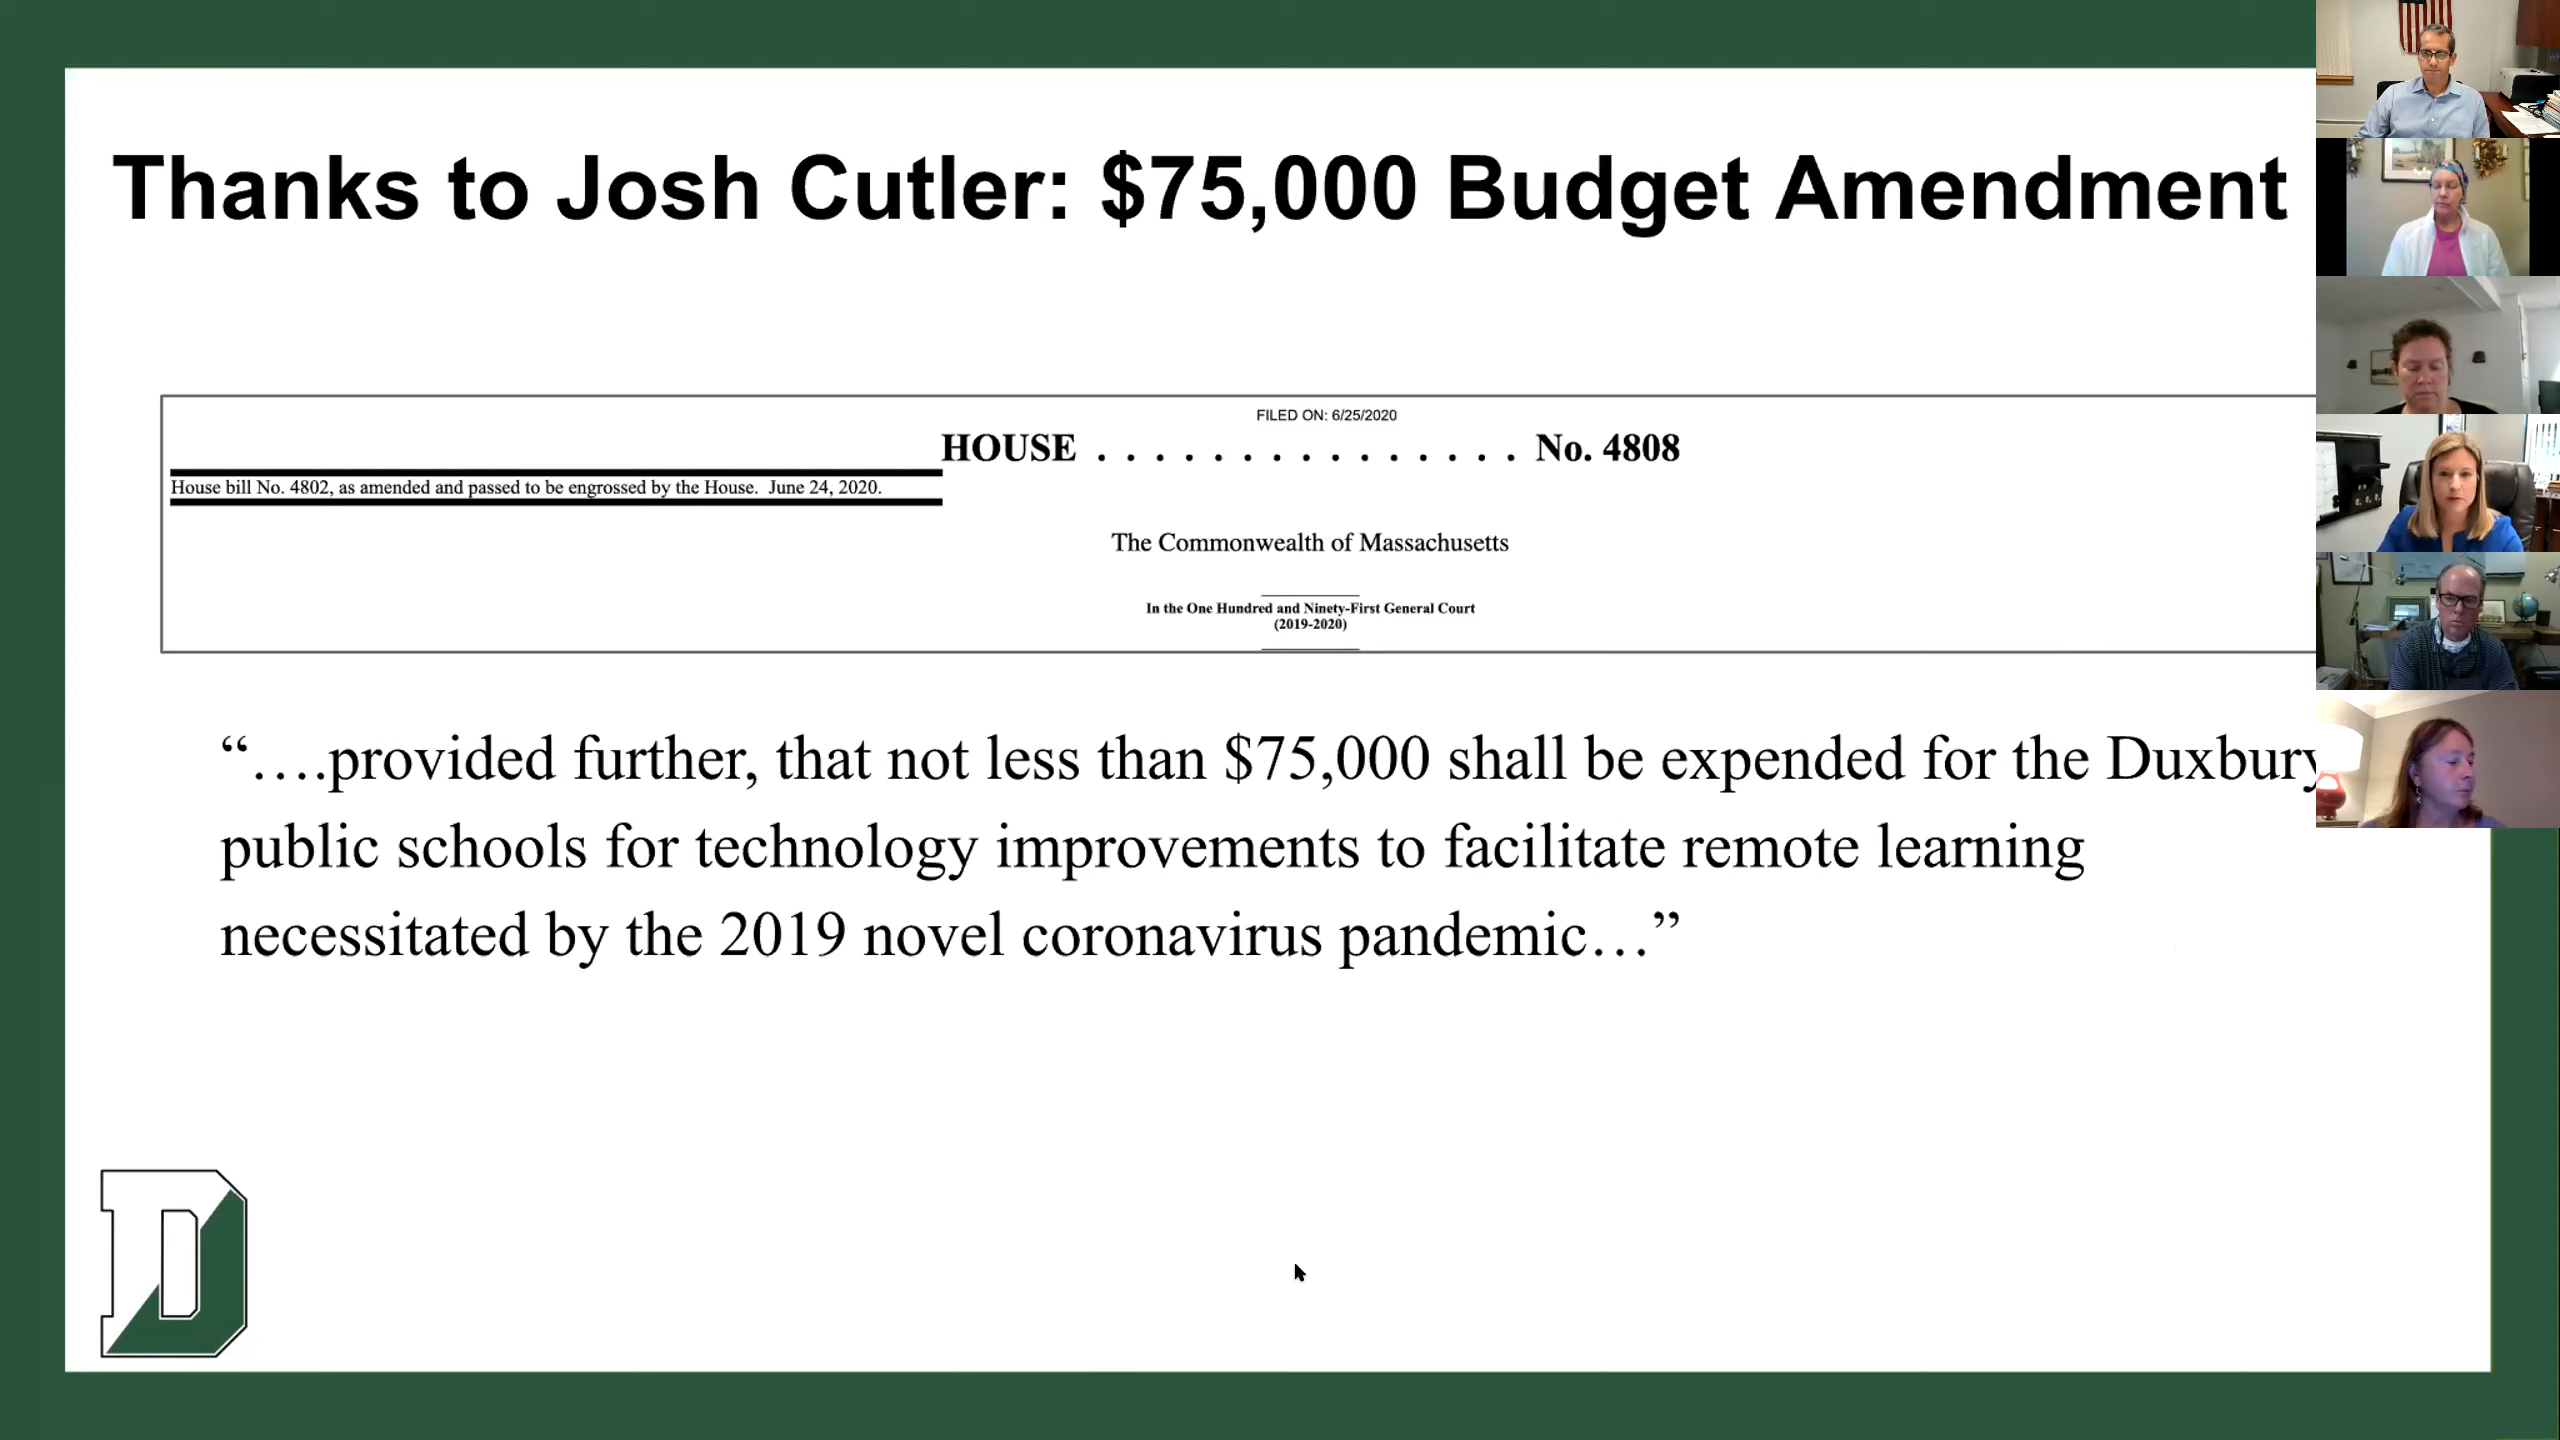 Thanks to Josh Cutler: $75,000 Budget Amendment
FILED ON: 6/25/2020
HOUSE . . . . . . . . . . . . . . . No. 4808
House bill No. 4802, as amended and passed to be engrossed by the House. June 24, 2020.
The Commonwealth of Massachusetts
In the One Hundred and Ninety-First General Court
(2019-2020)
“….provided further, that not less than $75,000 shall be expended for the Duxbury
public schools for technology improvements to facilitate remote learning
necessitated by the 2019 novel coronavirus pandemic…”
D